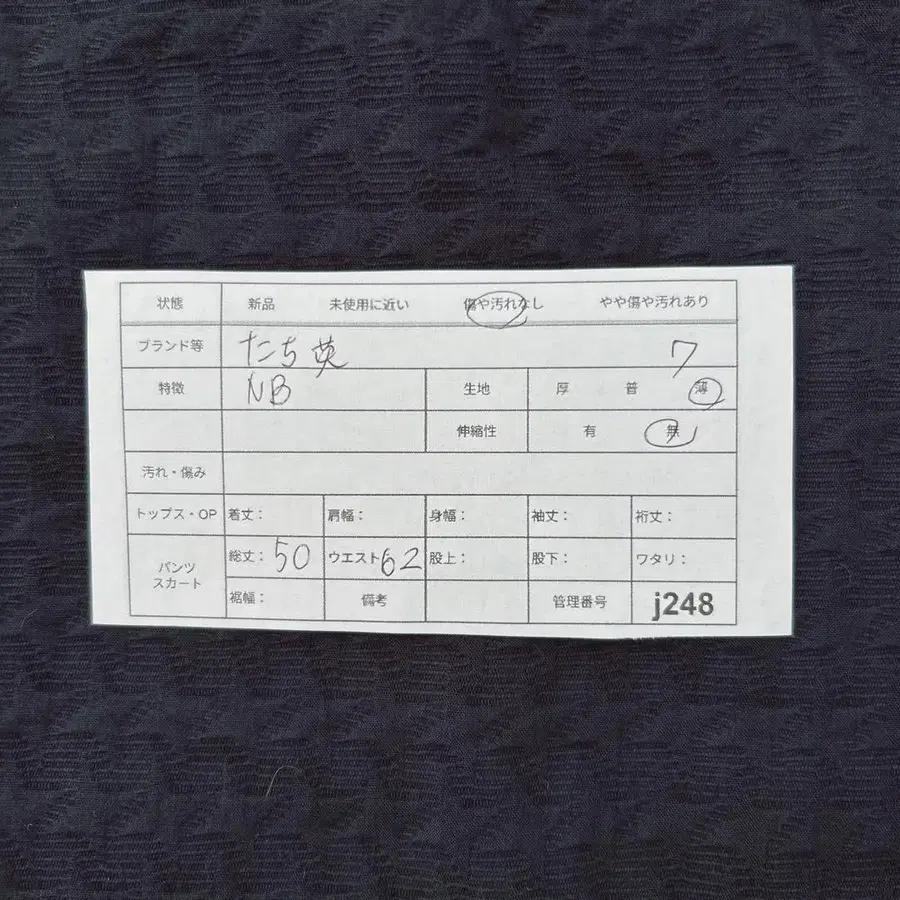 状態 新品 未使用に近い 傷や汚れなし やや傷や汚れあり
ブランド等 たち英 7
特徴 NB 生地 厚 普 薄
伸縮性 有 無
汚れ・傷み
トップス・OP 着丈： 肩幅： 身幅： 袖丈： 裄丈：
パンツ スカート 総丈：50 ウエスト62 股上： 股下： ワタリ：
裾幅： 備考 管理番号 j248